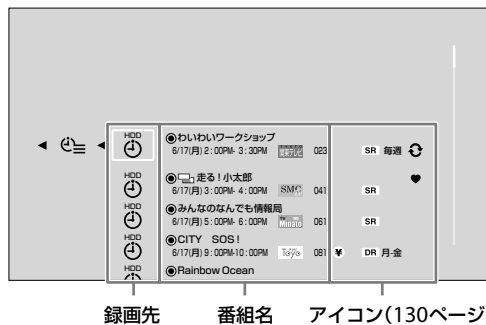 HDD
◉わいわいワークショップ
6/17(月) 2:00PM- 3:30PM 023 SR 毎週
HDD
◉走る!小太郎
6/17(月) 3:00PM- 4:00PM SMC 041 SR
HDD
◉みんなのなんでも情報局
6/17(月) 5:00PM- 6:00PM Minato 061 SR
HDD
◉CITY SOS!
6/17(月) 9:00PM-10:00PM 081 ¥ DR 月-金
HDD
◉Rainbow Ocean
録画先 番組名 アイコン(130ページ